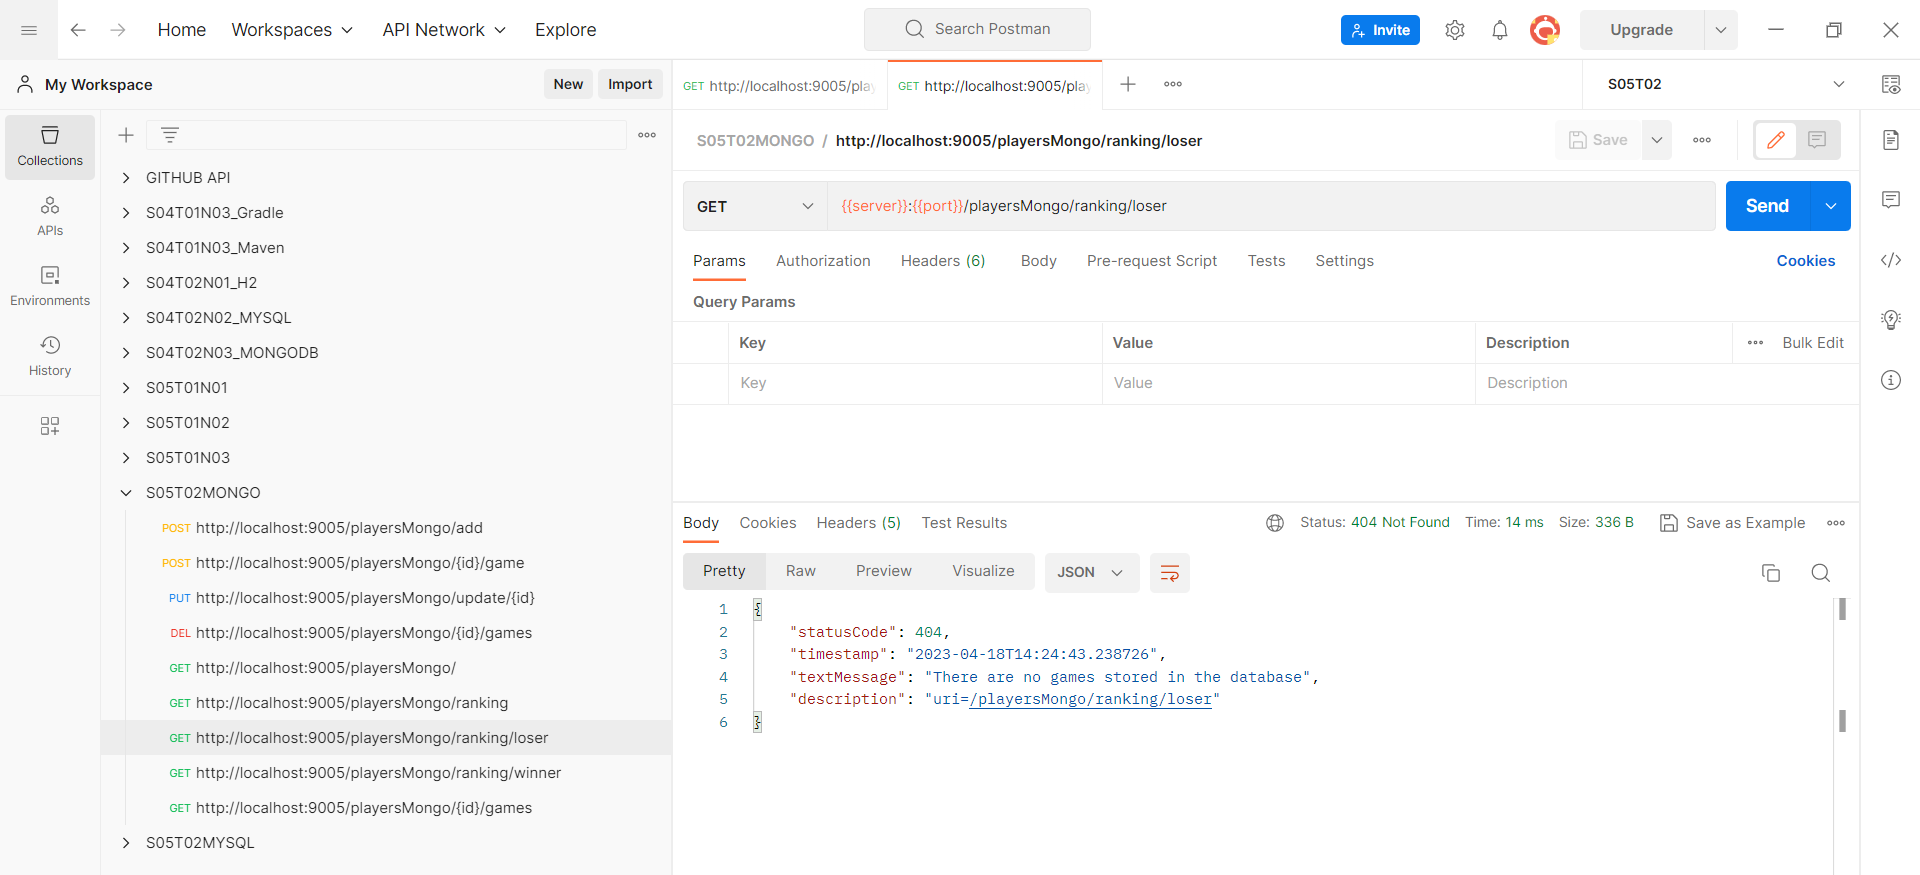 Home Workspaces API Network Explore Search Postman Invite Upgrade
My Workspace New Import
GET http://localhost:9005/pla GET http://localhost:9005/pla S05T02
Collections
APIs
Environments
History
GITHUB API
S04T01N03_Gradle
S04T01N03_Maven
S04T02N01_H2
S04T02N02_MYSQL
S04T02N03_MONGODB
S05T01N01
S05T01N02
S05T01N03
S05T02MONGO
POST http://localhost:9005/playersMongo/add
POST http://localhost:9005/playersMongo/{id}/game
PUT http://localhost:9005/playersMongo/update/{id}
DEL http://localhost:9005/playersMongo/{id}/games
GET http://localhost:9005/playersMongo/
GET http://localhost:9005/playersMongo/ranking
GET http://localhost:9005/playersMongo/ranking/loser
GET http://localhost:9005/playersMongo/ranking/winner
GET http://localhost:9005/playersMongo/{id}/games
S05T02MYSQL
S05T02MONGO / http://localhost:9005/playersMongo/ranking/loser Save
GET {{server}}:{{port}}/playersMongo/ranking/loser Send
Params Authorization Headers (6) Body Pre-request Script Tests Settings Cookies
Query Params
Key Value Description Bulk Edit
Key Value Description
Body Cookies Headers (5) Test Results Status: 404 Not Found Time: 14 ms Size: 336 B Save as Example
Pretty Raw Preview Visualize JSON
1 {
2 "statusCode": 404,
3 "timestamp": "2023-04-18T14:24:43.238726",
4 "textMessage": "There are no games stored in the database",
5 "description": "uri=/playersMongo/ranking/loser"
6 }